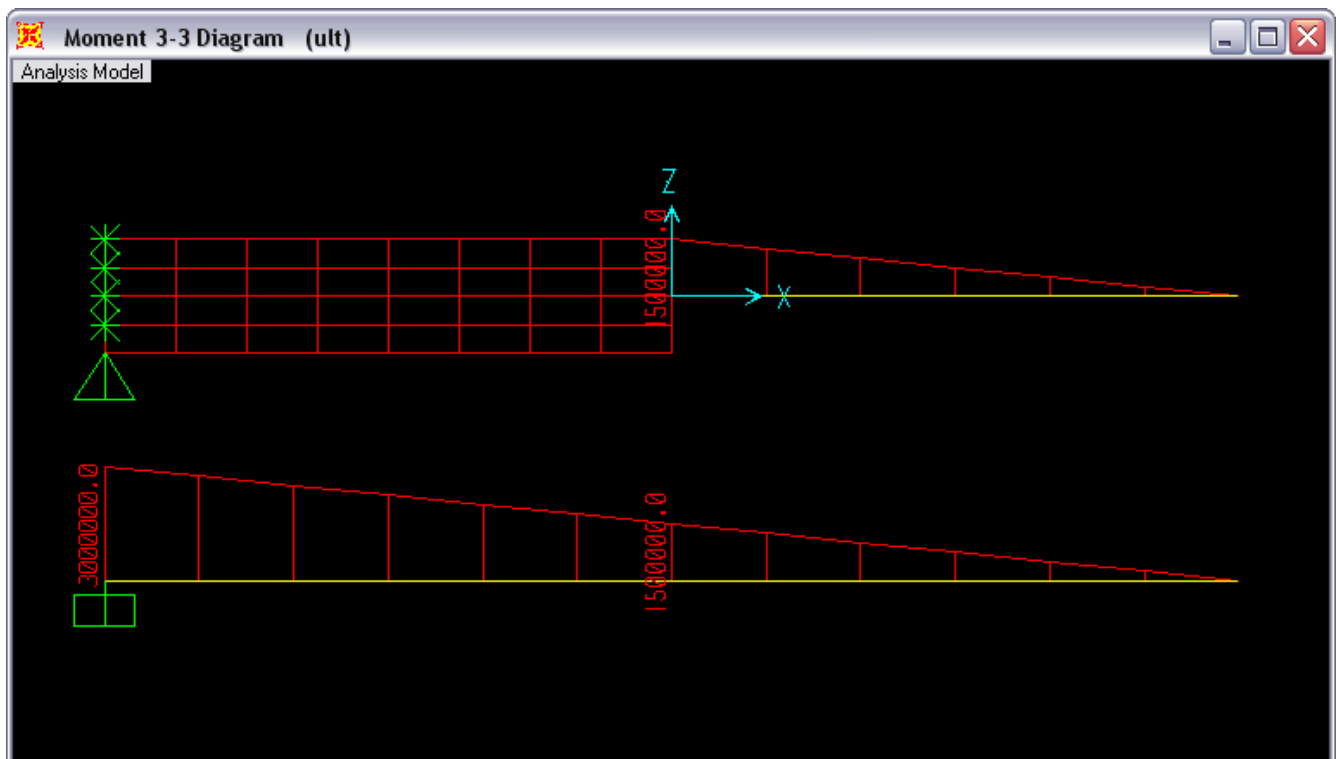 Moment 3-3 Diagram (ult)
Analysis Model
Z
1500000.0
X
3000000.0
1500000.0